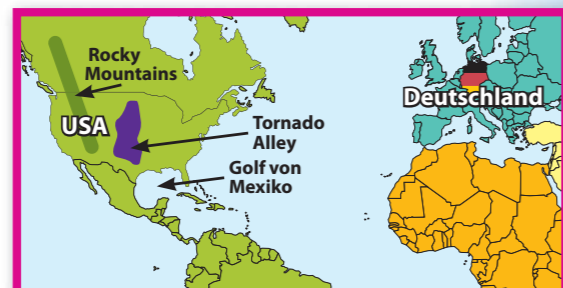 Rocky
Mountains
USA
Tornado
Alley
Golf von
Mexiko
Deutschland